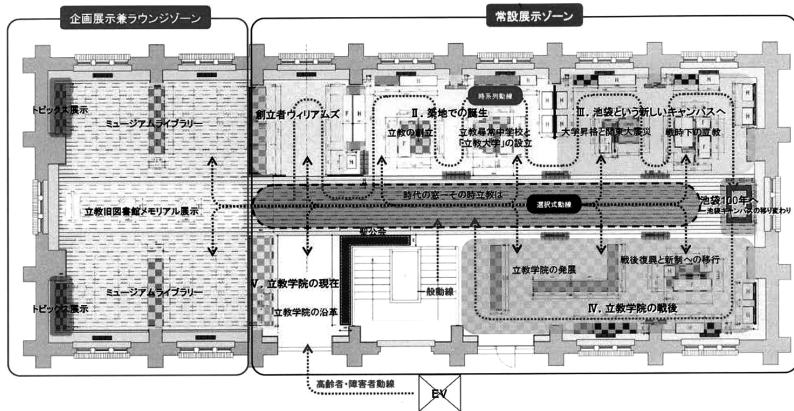 企画展示兼ラウンジゾーン
常設展示ゾーン
トピックス展示
ミュージアムライブラリー
創立者ウィリアムズ
時系列動線
Ⅱ. 築地での誕生
立教の創立
立教尋常中学校と
「立教大学」の設立
Ⅲ. 池袋という新しいキャンパスへ
大学昇格と関東大震災
戦時下の立教
時代の窓―その時立教は
選択式動線
立教旧図書館メモリアル展示
池袋100年へ
―池袋キャンパスの移り変わり
聖公会
ミュージアムライブラリー
トピックス展示
Ⅴ. 立教学院の現在
立教学院の沿革
一般動線
立教学院の発展
戦後復興と新制への移行
Ⅳ. 立教学院の戦後
高齢者・障害者動線
EV